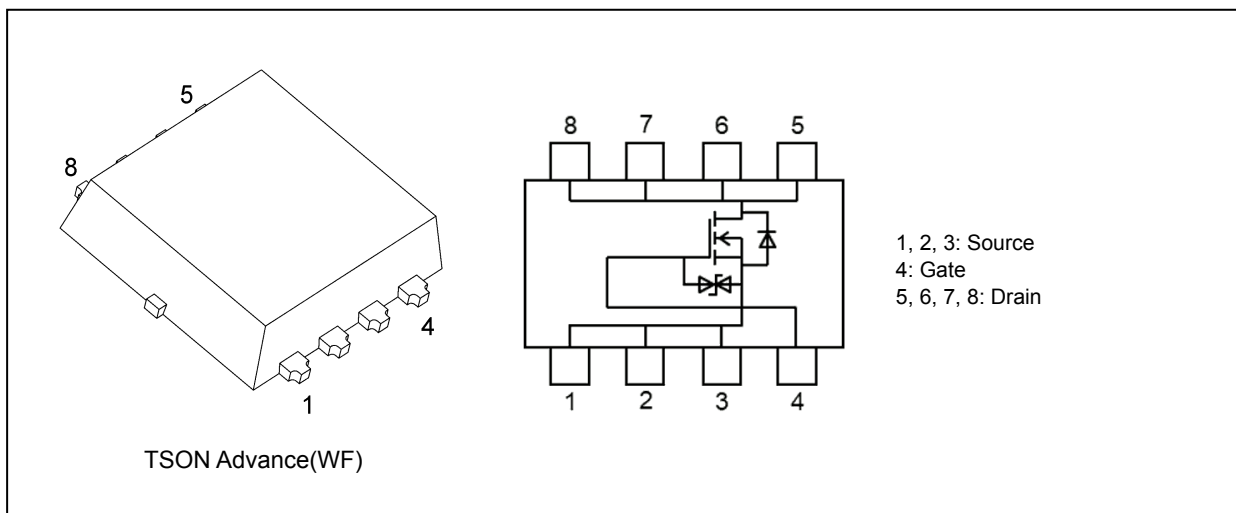 5
8
4
1
TSON Advance(WF)
8 7 6 5
1 2 3 4
1, 2, 3: Source
4: Gate
5, 6, 7, 8: Drain